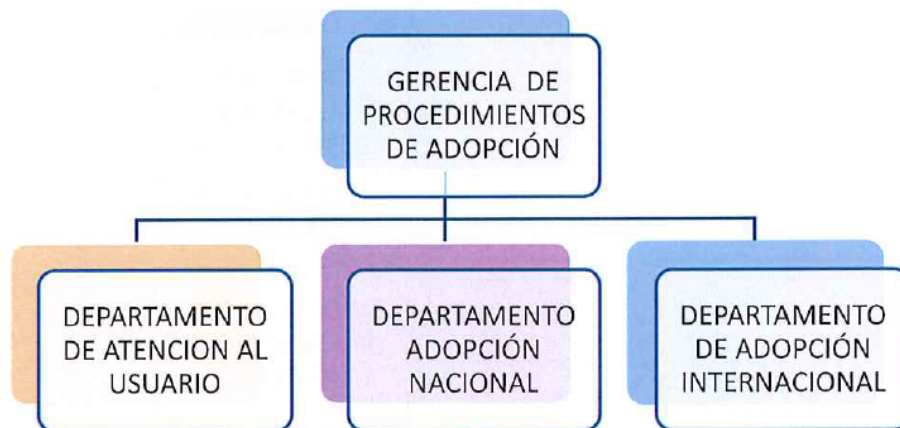 GERENCIA DE
PROCEDIMIENTOS
DE ADOPCIÓN
DEPARTAMENTO
DE ATENCION AL
USUARIO
DEPARTAMENTO
ADOPCIÓN
NACIONAL
DEPARTAMENTO
DE ADOPCIÓN
INTERNACIONAL